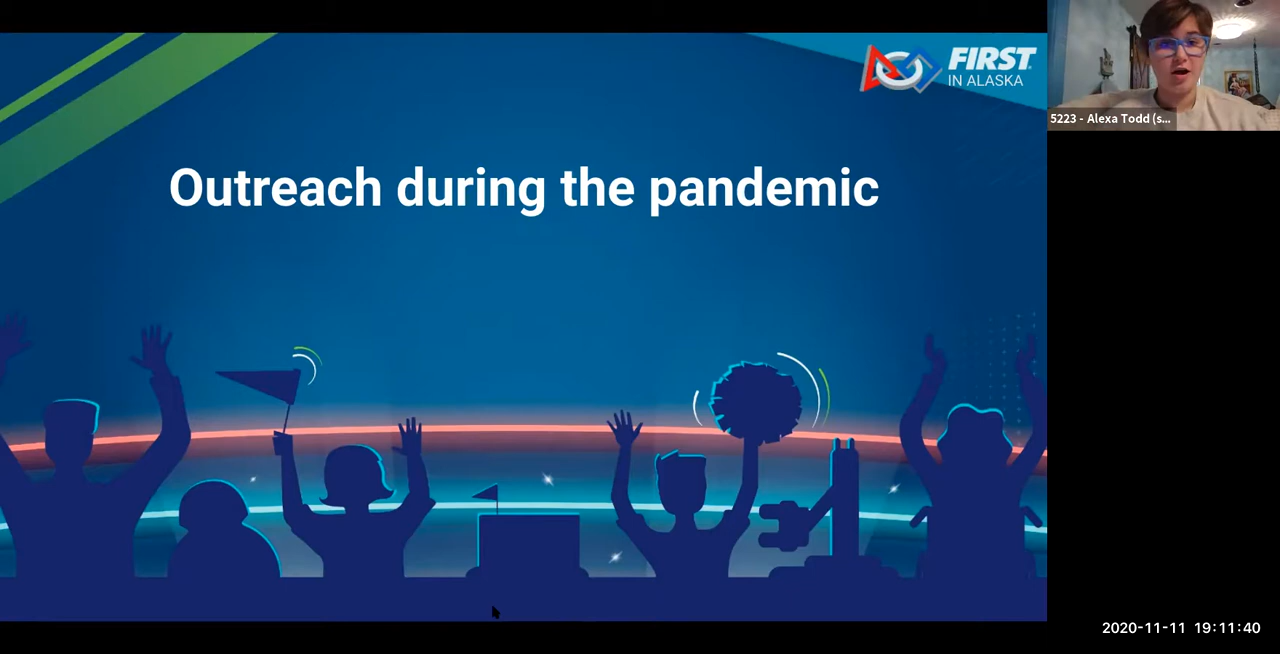 FIRST
IN ALASKA
Outreach during the pandemic
5223 - Alexa Todd (s...
2020-11-11 19:11:40